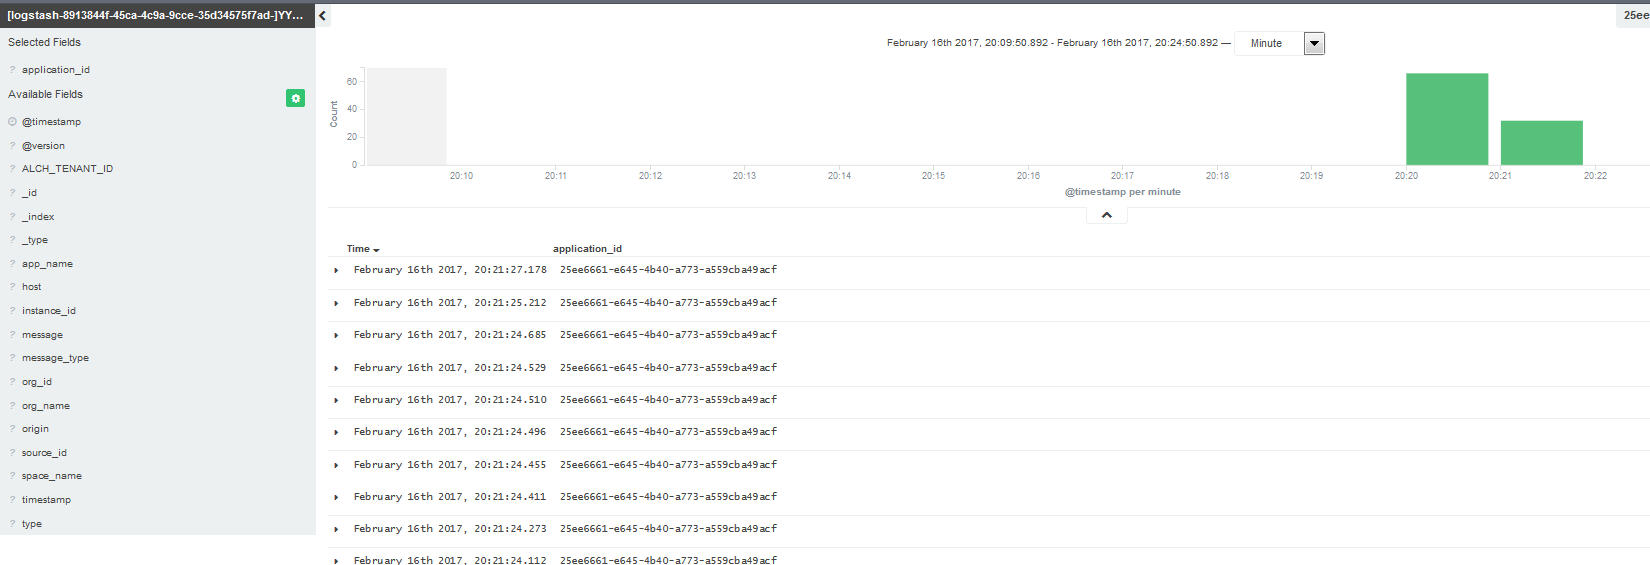 [logstash-8913844f-45ca-4c9a-9cce-35d34575f7ad-]YY...
25ee
Selected Fields
? application_id
Available Fields
@timestamp
? @version
? ALCH_TENANT_ID
? _id
? _index
? _type
? app_name
? host
? instance_id
? message
? message_type
? org_id
? org_name
? origin
? source_id
? space_name
? timestamp
? type
February 16th 2017, 20:09:50.892 - February 16th 2017, 20:24:50.892 — Minute
Count
60
40
20
0
20:10 20:11 20:12 20:13 20:14 20:15 20:16 20:17 20:18 20:19 20:20 20:21 20:22
@timestamp per minute
Time application_id
February 16th 2017, 20:21:27.178 25ee6661-e645-4b40-a773-a559cba49acf
February 16th 2017, 20:21:25.212 25ee6661-e645-4b40-a773-a559cba49acf
February 16th 2017, 20:21:24.685 25ee6661-e645-4b40-a773-a559cba49acf
February 16th 2017, 20:21:24.529 25ee6661-e645-4b40-a773-a559cba49acf
February 16th 2017, 20:21:24.510 25ee6661-e645-4b40-a773-a559cba49acf
February 16th 2017, 20:21:24.496 25ee6661-e645-4b40-a773-a559cba49acf
February 16th 2017, 20:21:24.455 25ee6661-e645-4b40-a773-a559cba49acf
February 16th 2017, 20:21:24.411 25ee6661-e645-4b40-a773-a559cba49acf
February 16th 2017, 20:21:24.273 25ee6661-e645-4b40-a773-a559cba49acf
February 16th 2017, 20:21:24.112 25ee6661-e645-4b40-a773-a559cba49acf